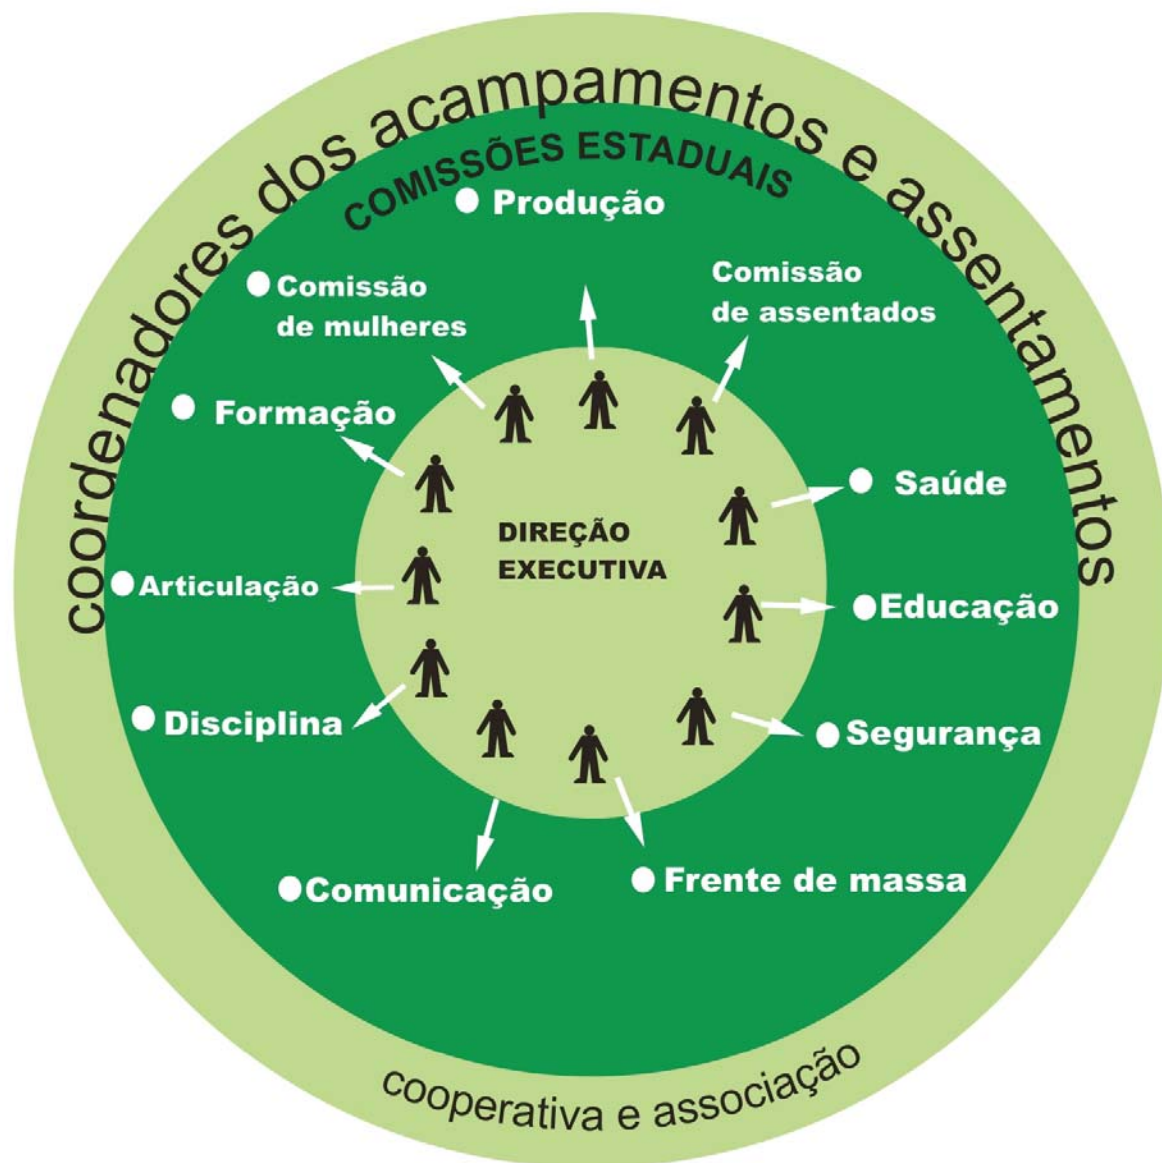 coordenadores dos acampamentos e assentamentos
COMISSÕES ESTADUAIS
Produção
Comissão
de mulheres
Comissão
de assentados
Formação
Saúde
DIREÇÃO
EXECUTIVA
Articulação
Educação
Disciplina
Segurança
Comunicação
Frente de massa
cooperativa e associação